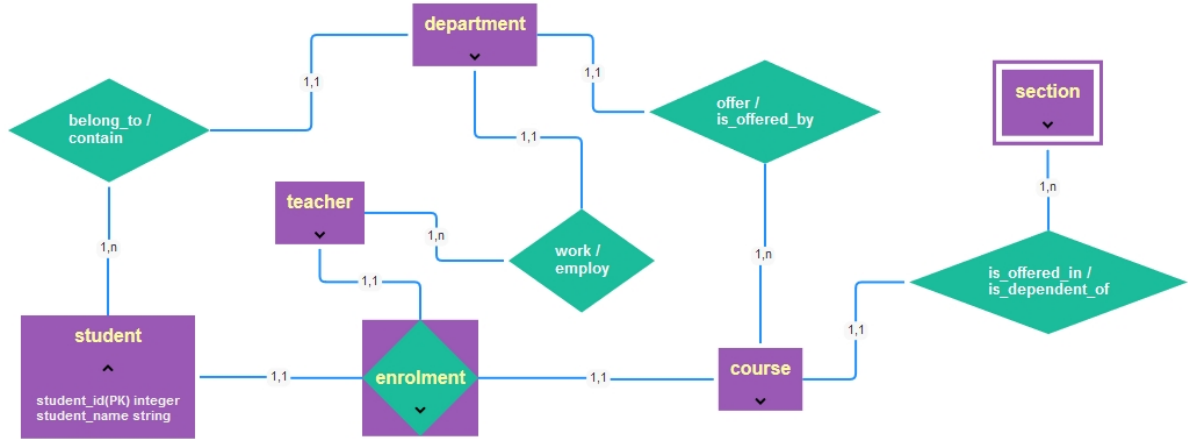 department
1,1
1,1
belong_to /
contain
offer /
is_offered_by
section
1,1
1,n
teacher
1,n
work /
employ
1,n
1,n
is_offered_in /
is_dependent_of
1,1
student
student_id(PK) integer
student_name string
1,1
enrolment
1,1
course
1,1